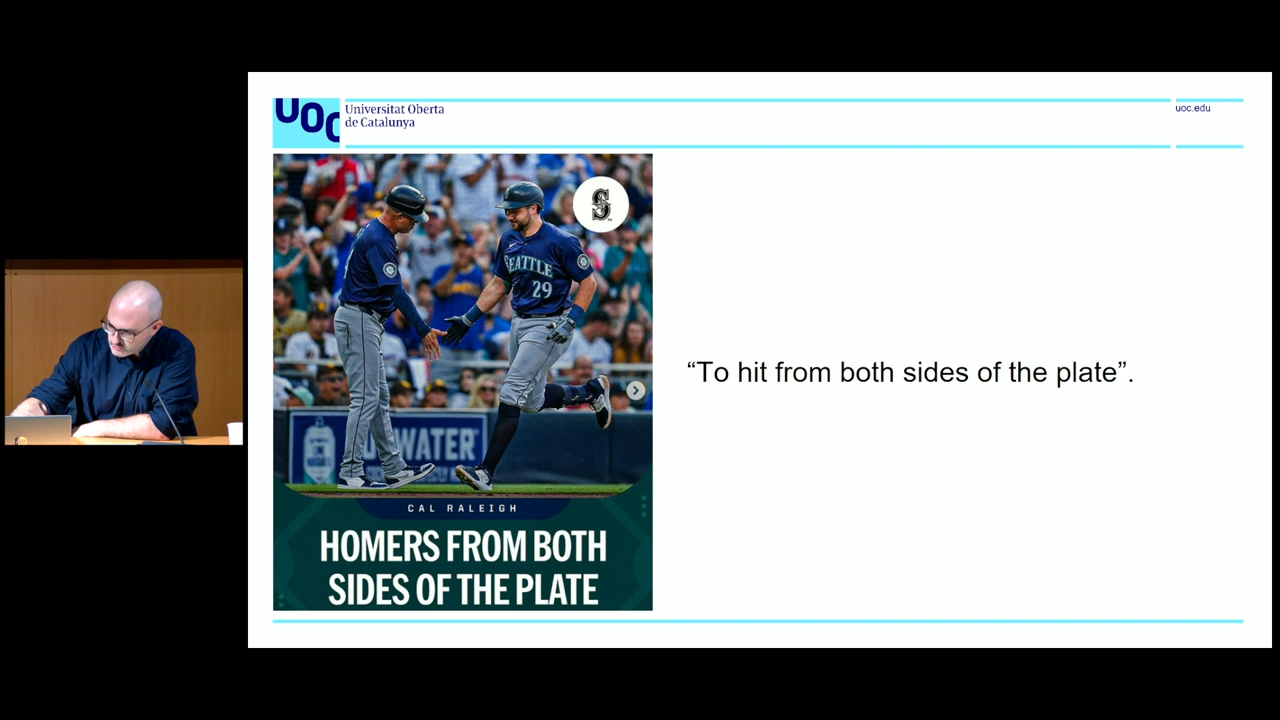 UOC
Universitat Oberta
de Catalunya
uoc.edu
S
SEATTLE
29
WATER
CAL RALEIGH
HOMERS FROM BOTH
SIDES OF THE PLATE
“To hit from both sides of the plate”.